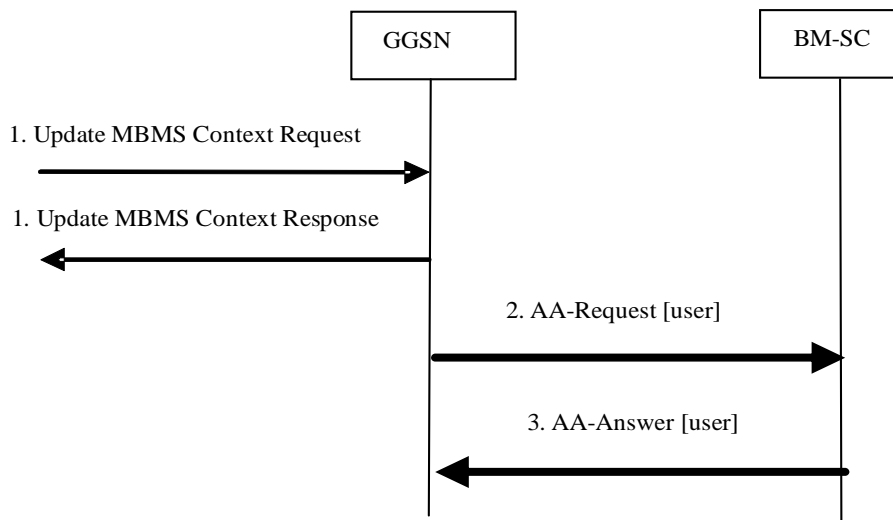 GGSN
BM-SC
1. Update MBMS Context Request
1. Update MBMS Context Response
2. AA-Request [user]
3. AA-Answer [user]